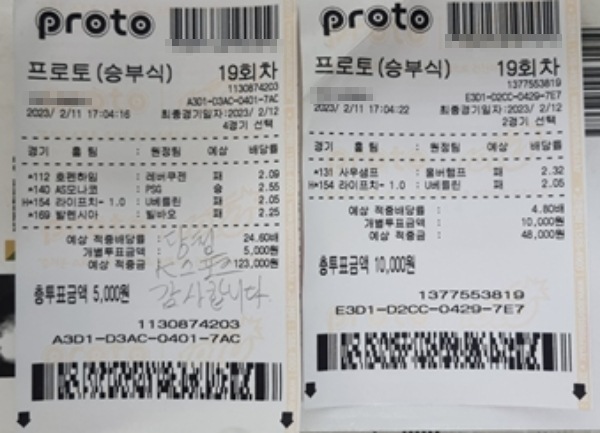 proto
프로토(승부식) 19회차
1130874203
A3D1-D3AC-0401-7AC
2023/ 2/11 17:04:16 최종경기일자:2023/ 2/12
4경기 선택
경기 홈 팀 : 원정팀 예상 배당률
*112 호펜하임 : 레버쿠젠 패 2.09
*140 AS모나코 : PSG 승 2.55
H*154 라이프치- 1.0 : U베를린 패 2.05
*169 발렌시아 : 빌바오 패 2.25
예상 적중배당률 : 24.60배
개별투표금액 : 5,000원
예상 적중금 : 123,000원
총투표금액 5,000원
당첨
K스포츠
감사합니다
1130874203
A3D1-D3AC-0401-7AC
proto
프로토(승부식) 19회차
1377553819
E3D1-D2CC-0429-7E7
2023/ 2/11 17:04:22 최종경기일자:2023/ 2/12
2경기 선택
경기 홈 팀 : 원정팀 예상 배당률
*131 사우샘프 : 울버햄프 패 2.32
H*154 라이프치- 1.0 : U베를린 패 2.05
예상 적중배당률 : 4.80배
개별투표금액 : 10,000원
예상 적중금 : 48,000원
총투표금액 10,000원
1377553819
E3D1-D2CC-0429-7E7